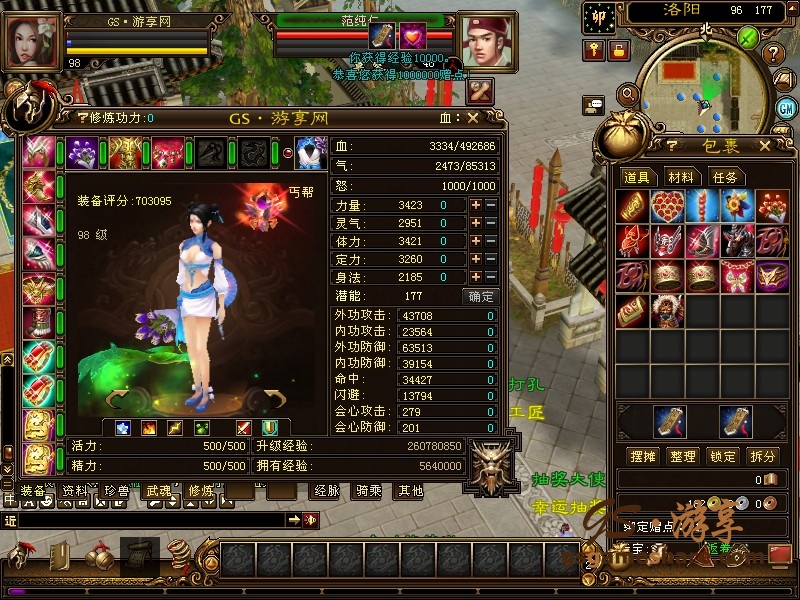 GS·游享网
98
范纯仁
你获得经验10000。
恭喜您获得1000000赠点!
洛阳 96 177
北
GM
修炼功力:0
GS·游享网
血:
装备评分:703095
98 级
丐帮
血: 3334/492686
气: 2473/85313
怒: 1000/1000
力量: 3423 0
灵气: 2951 0
体力: 3421 0
定力: 3260 0
身法: 2185 0
潜能: 177 确定
外功攻击: 43708 0
内功攻击: 23564 0
外功防御: 63513 0
内功防御: 39154 0
命中: 34427 0
闪避: 13794 0
会心攻击: 279 0
会心防御: 201 0
活力: 500/500 升级经验: 260780850
精力: 500/500 拥有经验: 5640000
装备 资料 珍兽 武魂 修炼 经脉 骑乘 其他
包裹
道具 材料 任务
摆摊 整理 锁定 拆分
0
打孔
工匠
抽奖大使
幸运抽奖
近